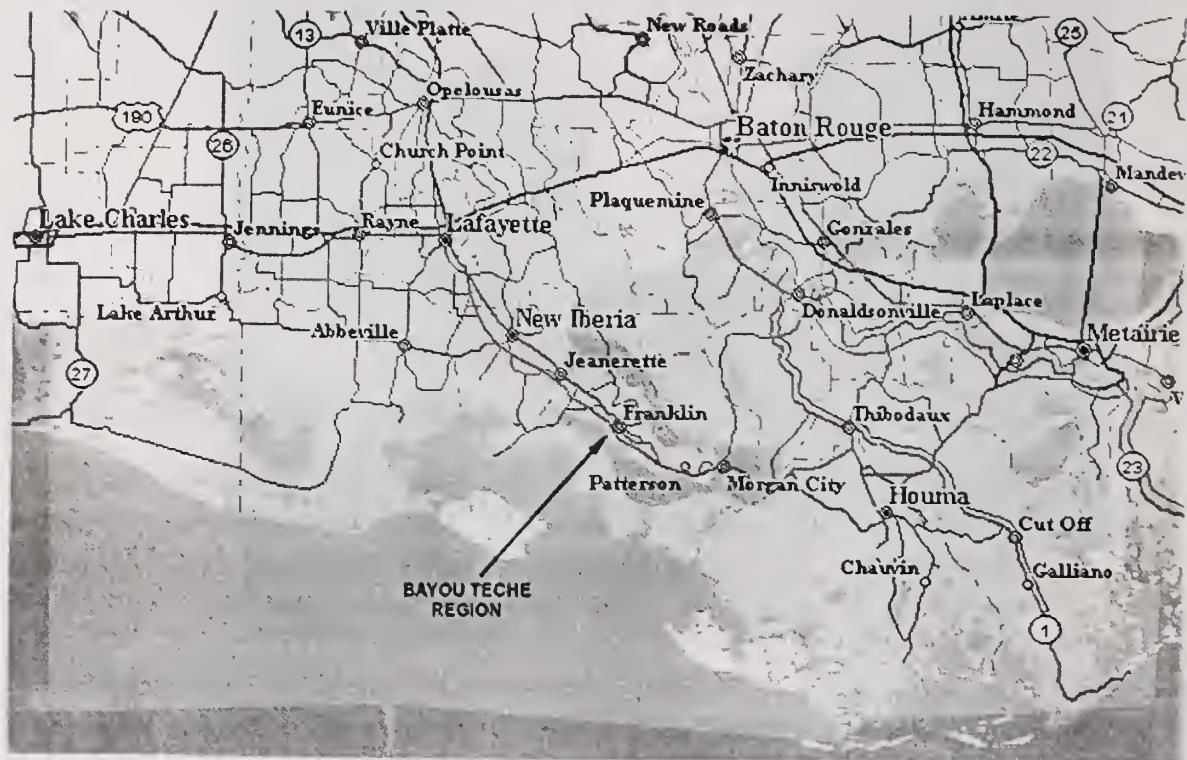 13
Ville Platte
New Roads
25
Zachary
Opelousas
190
Eunice
Hammond
21
Baton Rouge
26
Church Point
22
Inniswold
Mandev
Plaquemine
Lake Charles
Jennings
Rayne
Lafayette
Gonzales
Lake Arthur
Donaldsonville
Laplace
Abbeville
New Iberia
Metairie
Jeanerette
27
Franklin
Thibodaux
23
Patterson
Morgan City
Houma
Cut Off
Chauvin
Galliano
BAYOU TECHE
REGION
1